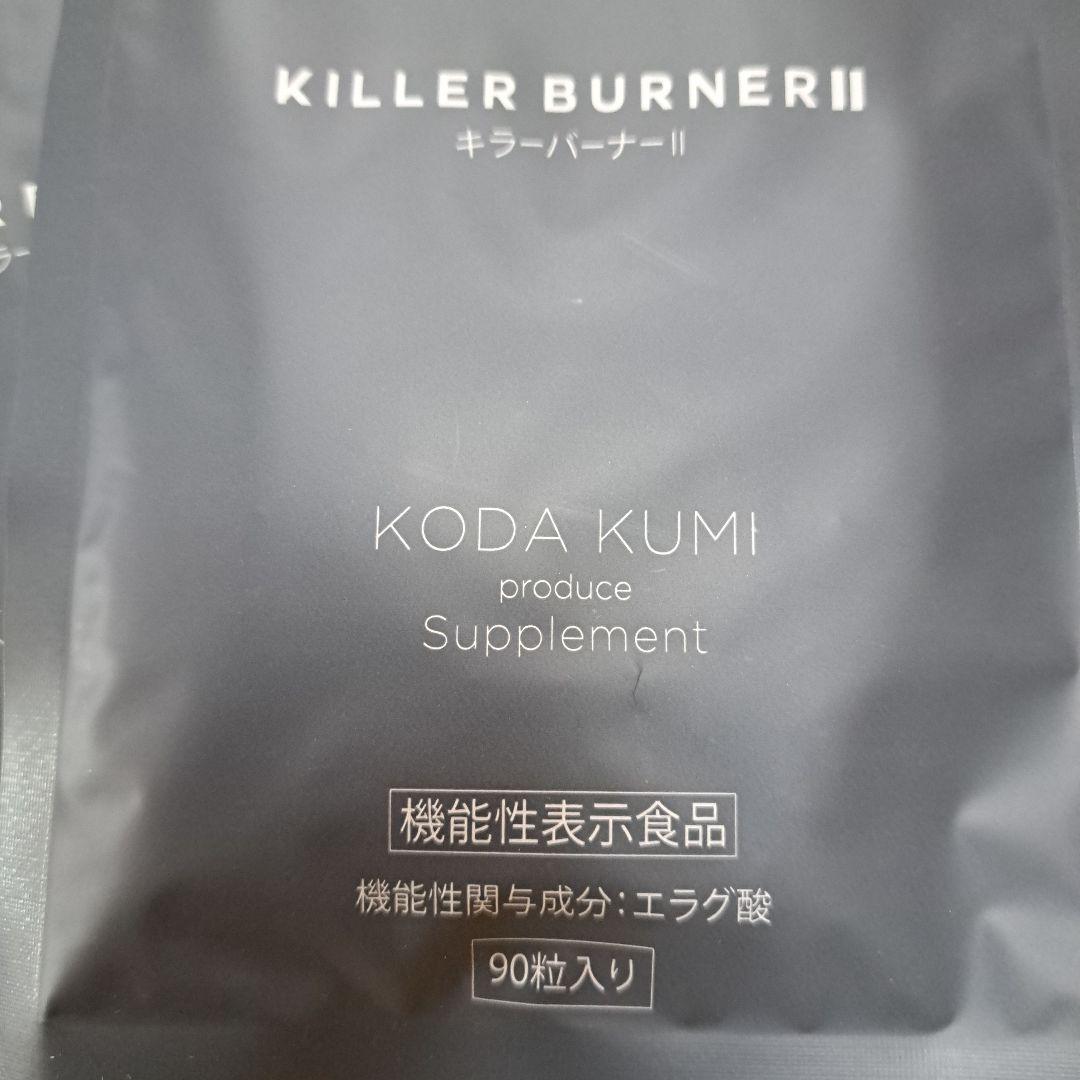 KILLER BURNER II
キラーバーナーII
KODA KUMI
produce
Supplement
機能性表示食品
機能性関与成分:エラグ酸
90粒入り